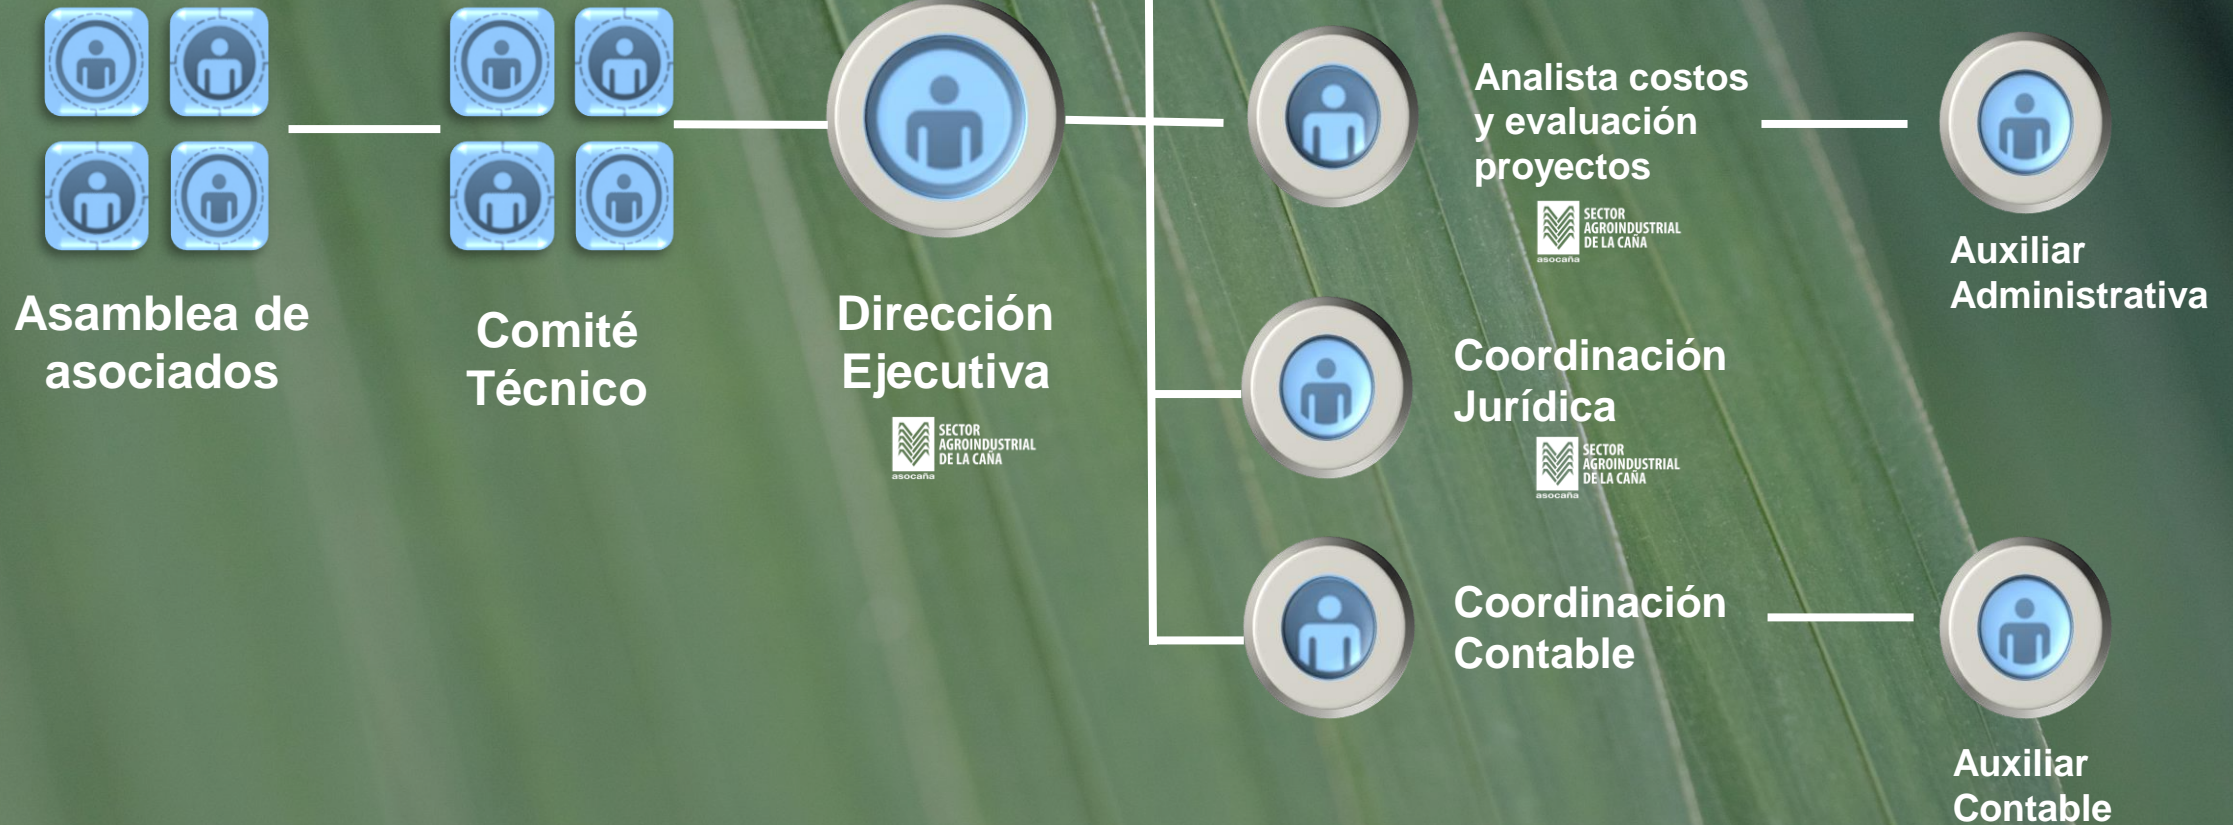 Asamblea de
asociados
Comité
Técnico
Dirección
Ejecutiva
SECTOR
AGROINDUSTRIAL
DE LA CAÑA
asocaña
Analista costos
y evaluación
proyectos
SECTOR
AGROINDUSTRIAL
DE LA CAÑA
asocaña
Auxiliar
Administrativa
Coordinación
Jurídica
SECTOR
AGROINDUSTRIAL
DE LA CAÑA
asocaña
Coordinación
Contable
Auxiliar
Contable